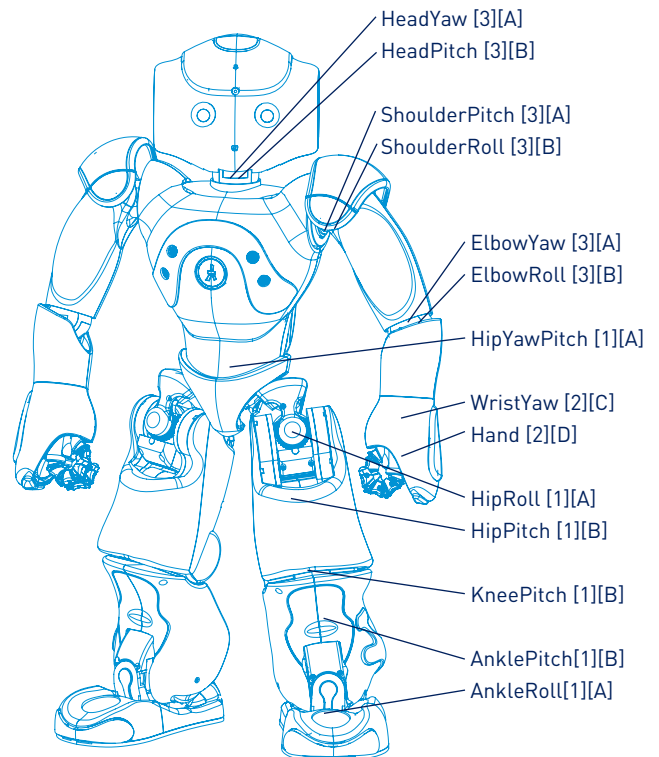 HeadYaw [3][A]
HeadPitch [3][B]
ShoulderPitch [3][A]
ShoulderRoll [3][B]
ElbowYaw [3][A]
ElbowRoll [3][B]
HipYawPitch [1][A]
WristYaw [2][C]
Hand [2][D]
HipRoll [1][A]
HipPitch [1][B]
KneePitch [1][B]
AnklePitch[1][B]
AnkleRoll[1][A]